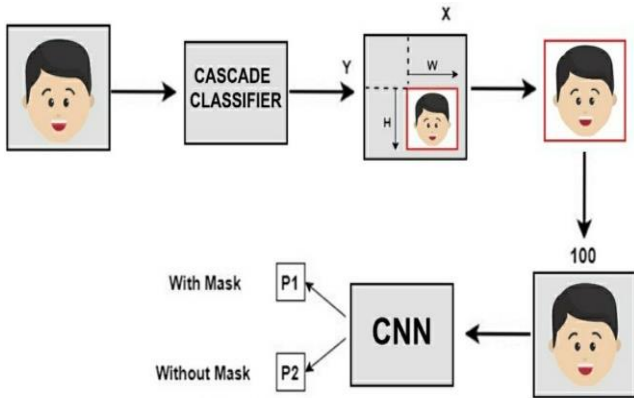 X
CASCADE
CLASSIFIER
Y
W
H
100
With Mask
P1
CNN
Without Mask
P2